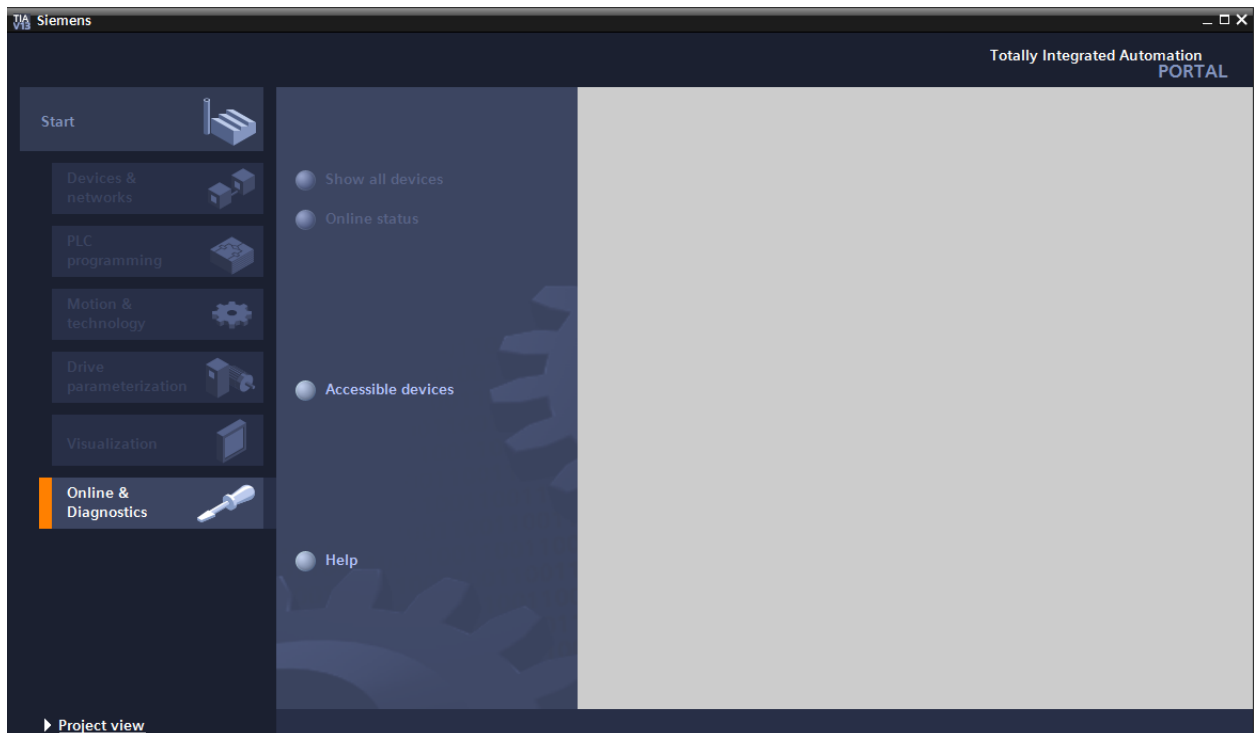 TIA
V13
Siemens
Totally Integrated Automation
PORTAL
Start
Devices &
networks
PLC
programming
Motion &
technology
Drive
parameterization
Visualization
Online &
Diagnostics
Show all devices
Online status
Accessible devices
Help
Project view